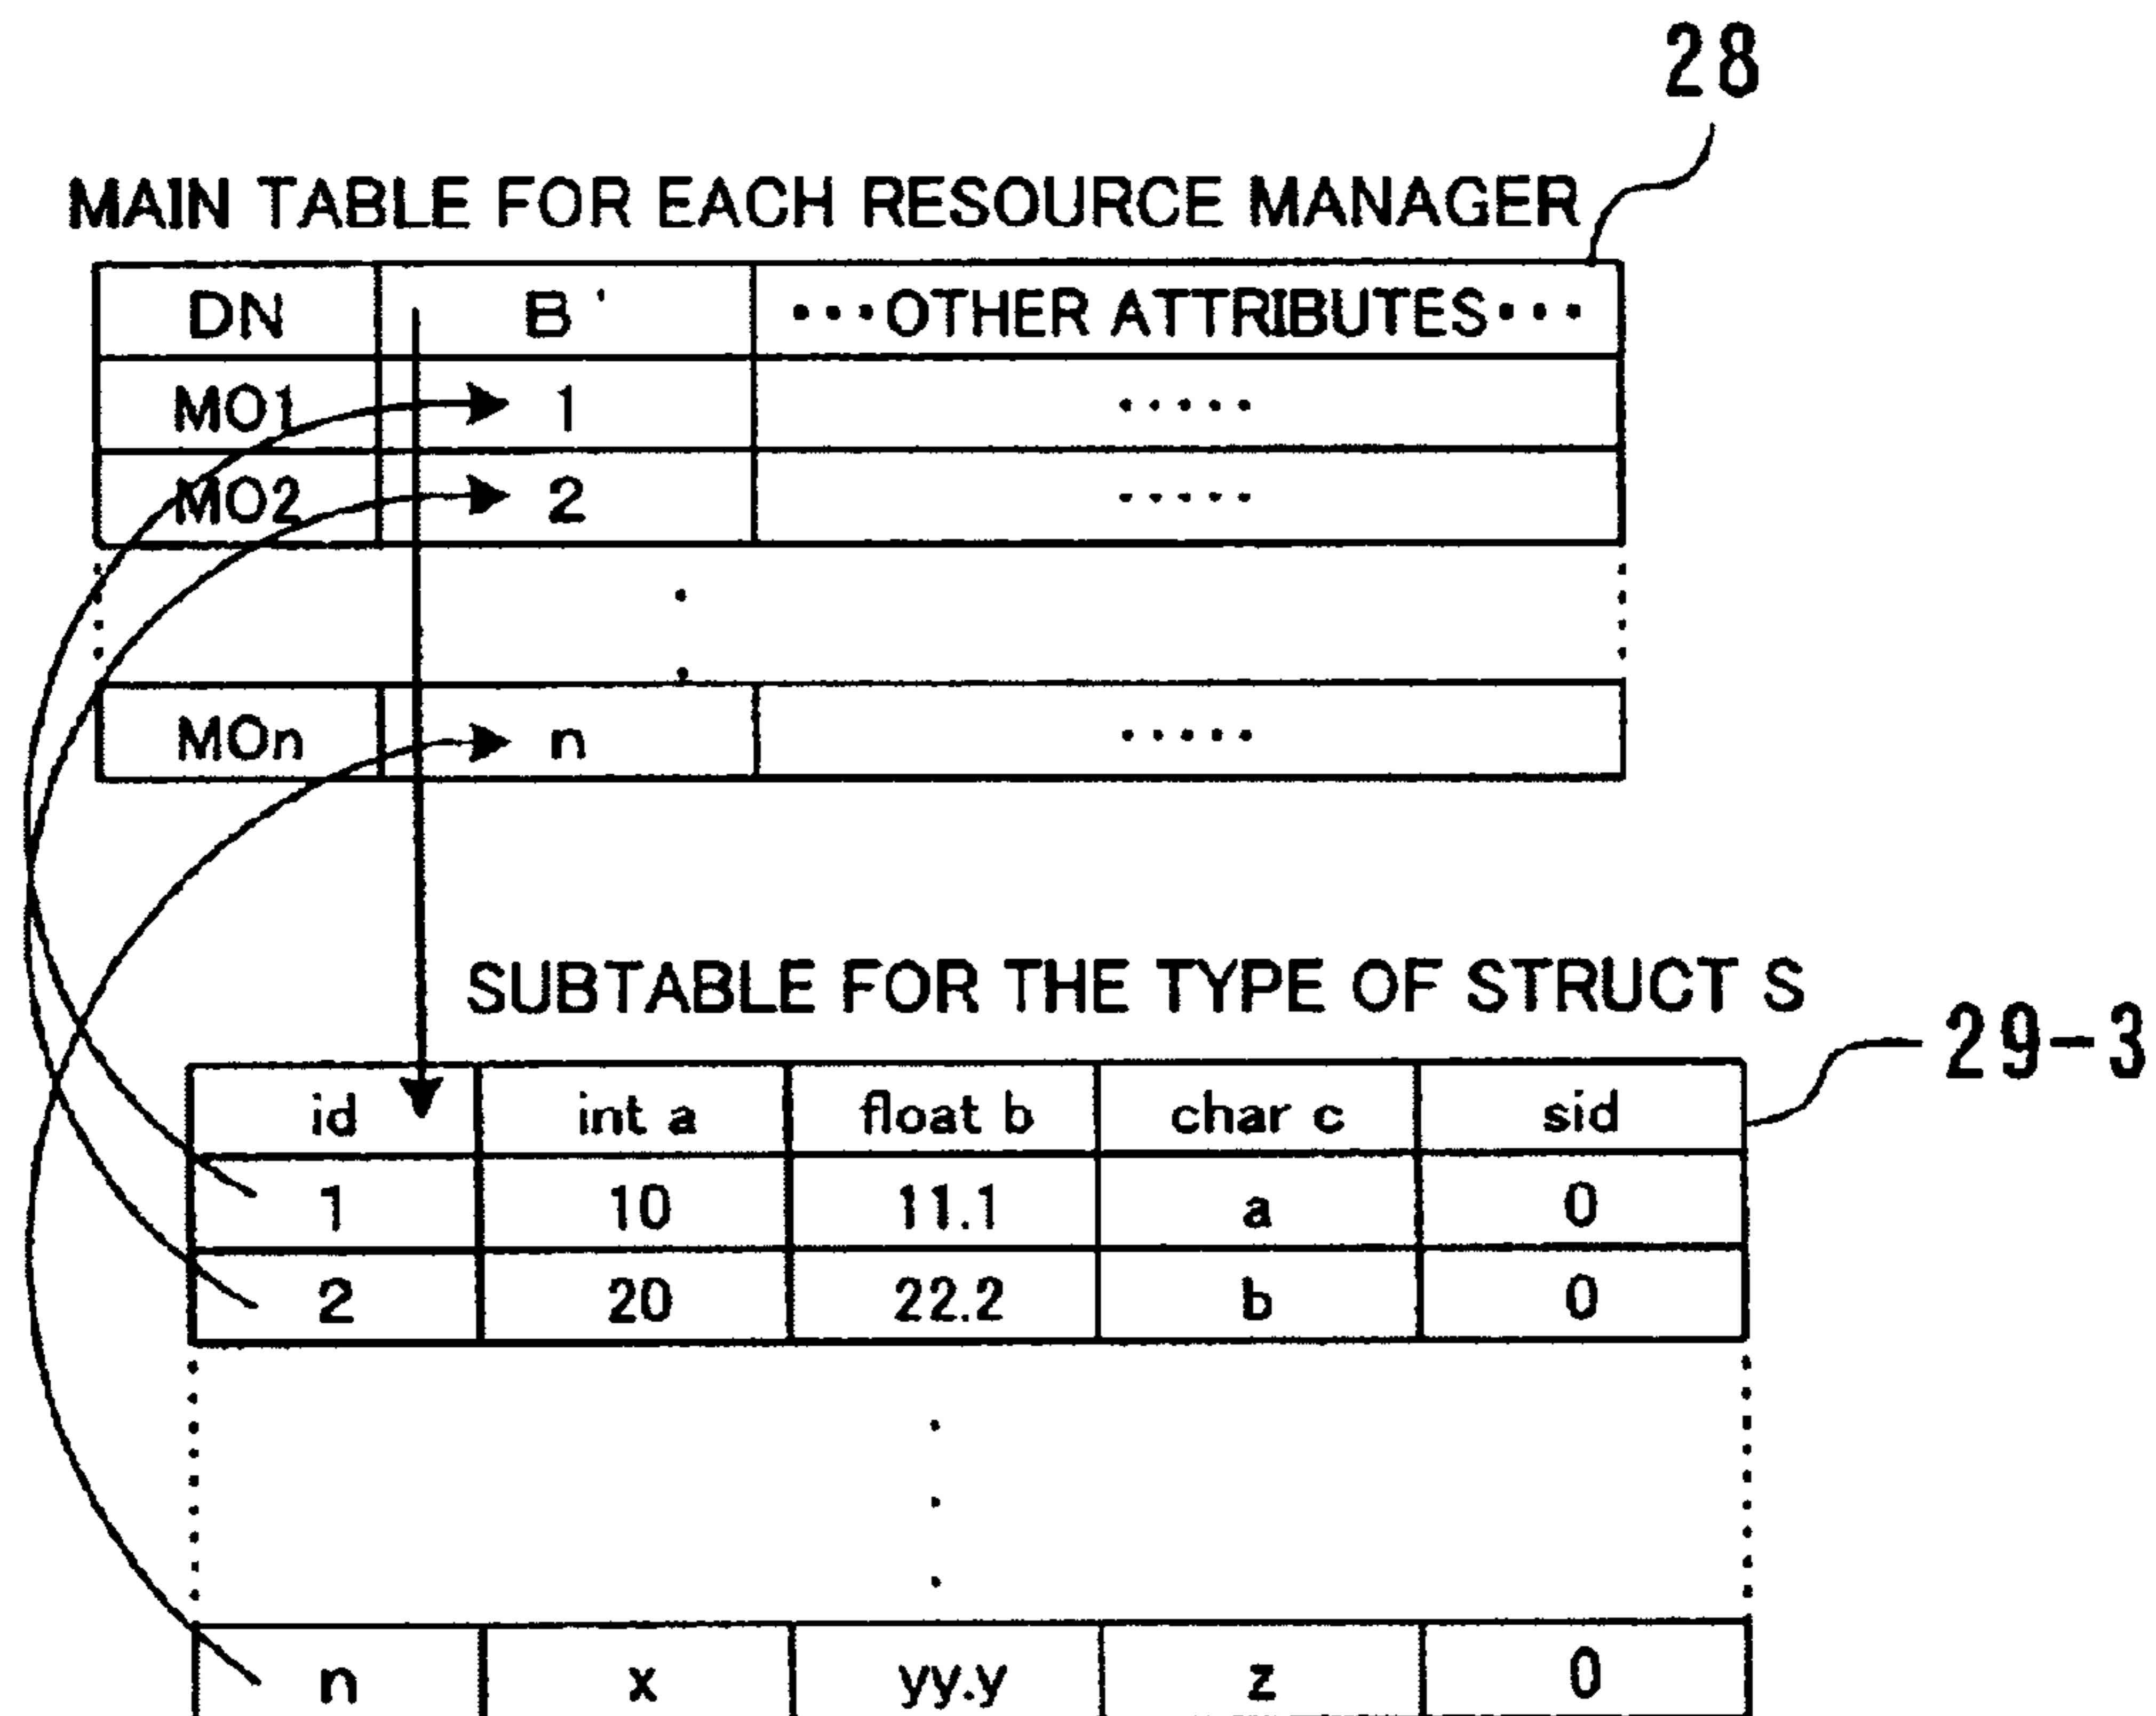 28
MAIN TABLE FOR EACH RESOURCE MANAGER
DN B' •••OTHER ATTRIBUTES•••
MO1 1 •••••
MO2 2 •••••
MOn n •••••
SUBTABLE FOR THE TYPE OF STRUCT S
29-3
id int a float b char c sid
1 10 11.1 a 0
2 20 22.2 b 0
n x yy.y z 0